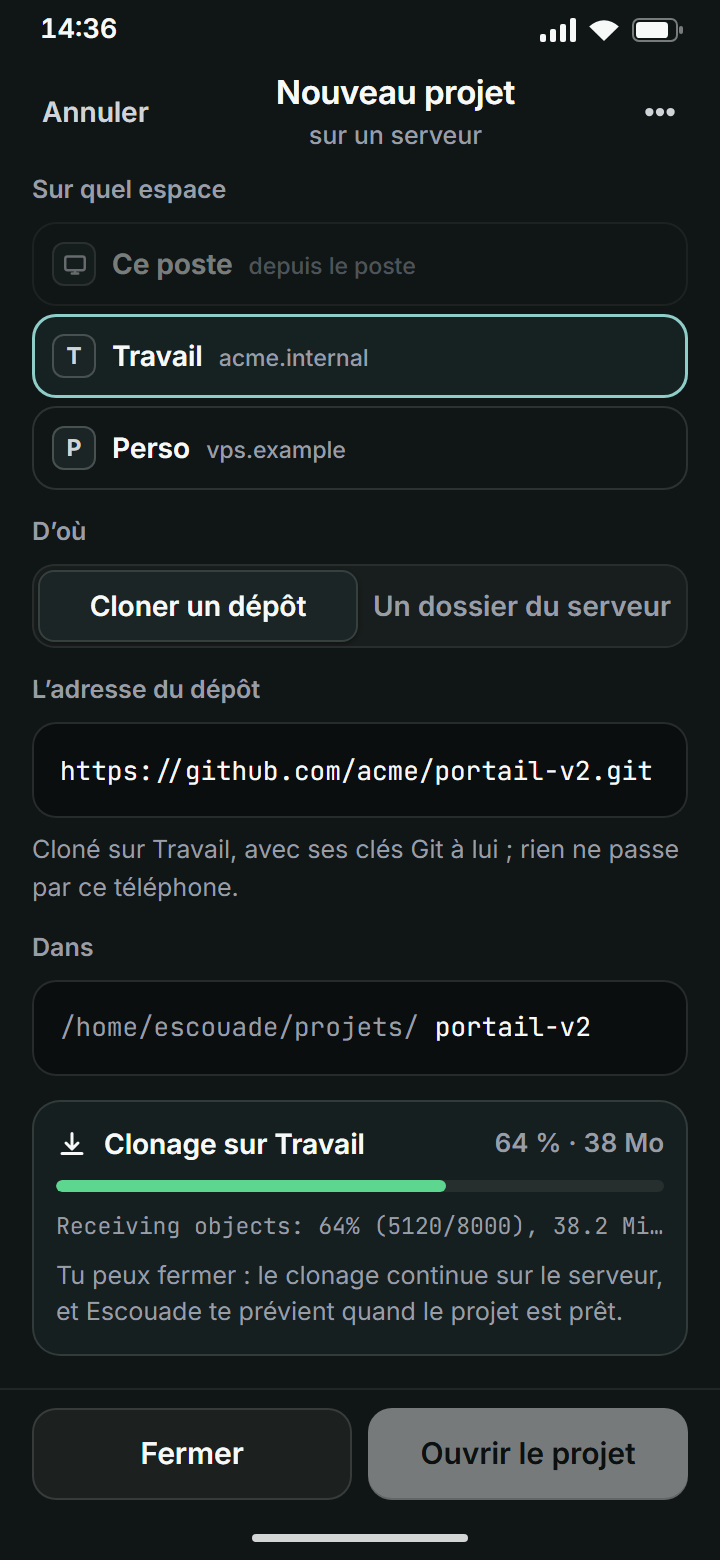 14:36
Annuler
Nouveau projet
sur un serveur
Sur quel espace
Ce poste depuis le poste
T Travail acme.internal
P Perso vps.example
D’où
Cloner un dépôt
Un dossier du serveur
L’adresse du dépôt
https://github.com/acme/portail-v2.git
Cloné sur Travail, avec ses clés Git à lui ; rien ne passe
par ce téléphone.
Dans
/home/escouade/projets/ portail-v2
Clonage sur Travail
64 % · 38 Mo
Receiving objects: 64% (5120/8000), 38.2 Mi…
Tu peux fermer : le clonage continue sur le serveur,
et Escouade te prévient quand le projet est prêt.
Fermer
Ouvrir le projet